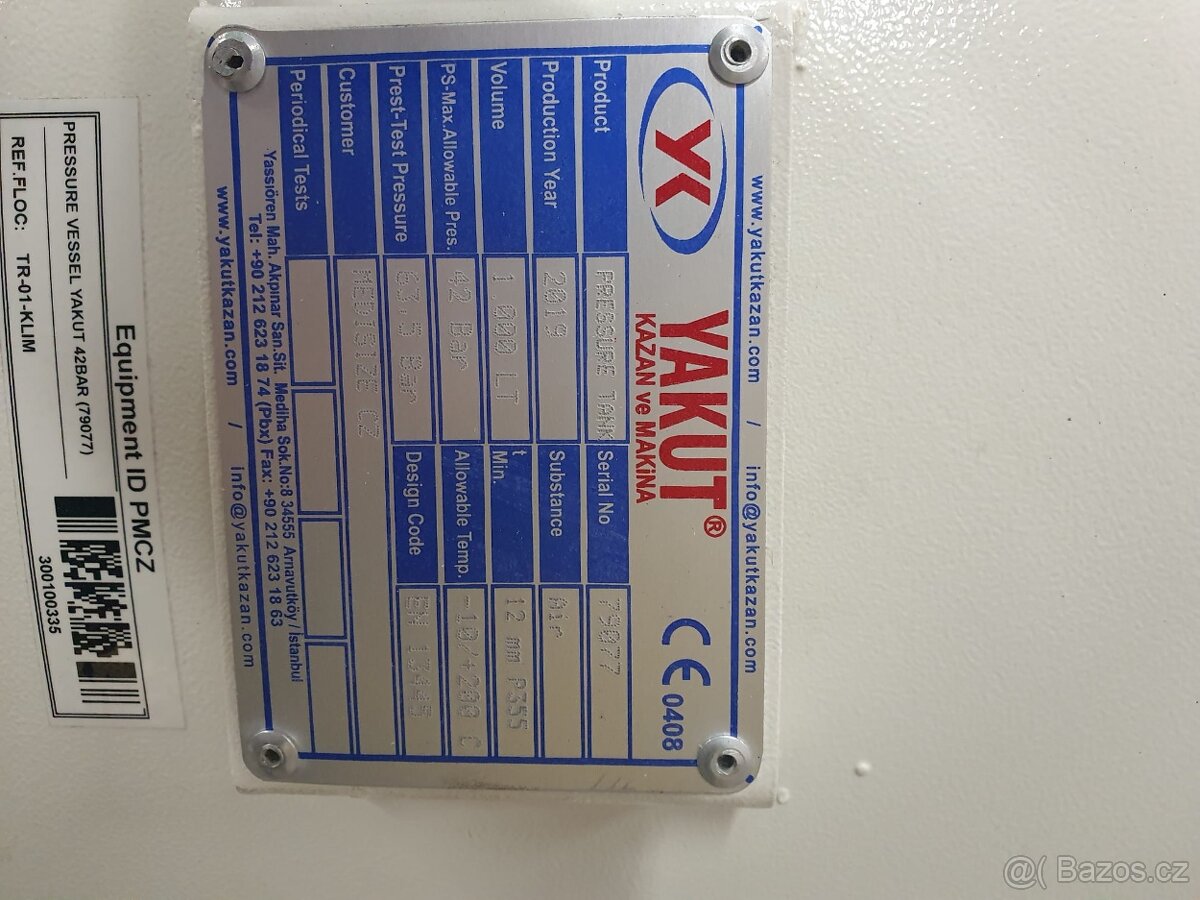 www.yakutkazan.com / info@yakutkazan.com
YK YAKUT® CE 0408
KAZAN ve MAKiNA
Product PRESSURE TANK Serial No 79077
Production Year 2019 Substance Air
Volume 1.000 LT t Min. 12 mm P355
PS-Max.Allowable Pres. 42 Bar Allowable Temp. -10/+200 C
Prest-Test Pressure 63,5 Bar Design Code EN 13445
Customer MEDISIZE CZ
Periodical Tests
Yassıören Mah. Akpınar San.Sit. Mediha Sok.No:8 34555 Arnavutköy / İstanbul
Tel: +90 212 623 18 74 (Pbx) Fax: +90 212 623 18 63
www.yakutkazan.com / info@yakutkazan.com
Equipment ID PMCZ
PRESSURE VESSEL YAKUT 42BAR (79077)
REF.FLOC: TR-01-KLIM
300100335
@( Bazos.cz